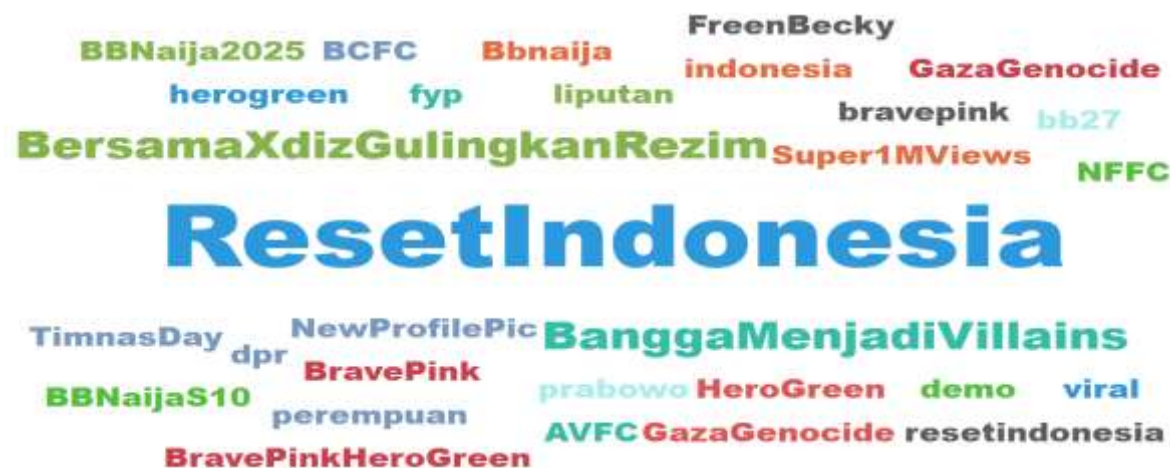 FreenBecky
BBNaija2025 BCFC Bbnaija
indonesia GazaGenocide
herogreen fyp liputan
bravepink bb27
BersamaXdizGulingkanRezim Super1MViews
NFFC
ResetIndonesia
TimnasDay NewProfilePic BanggaMenjadiVillains
dpr
BravePink
BBNaijaS10 prabowo HeroGreen demo viral
perempuan
AVFC GazaGenocide resetindonesia
BravePinkHeroGreen